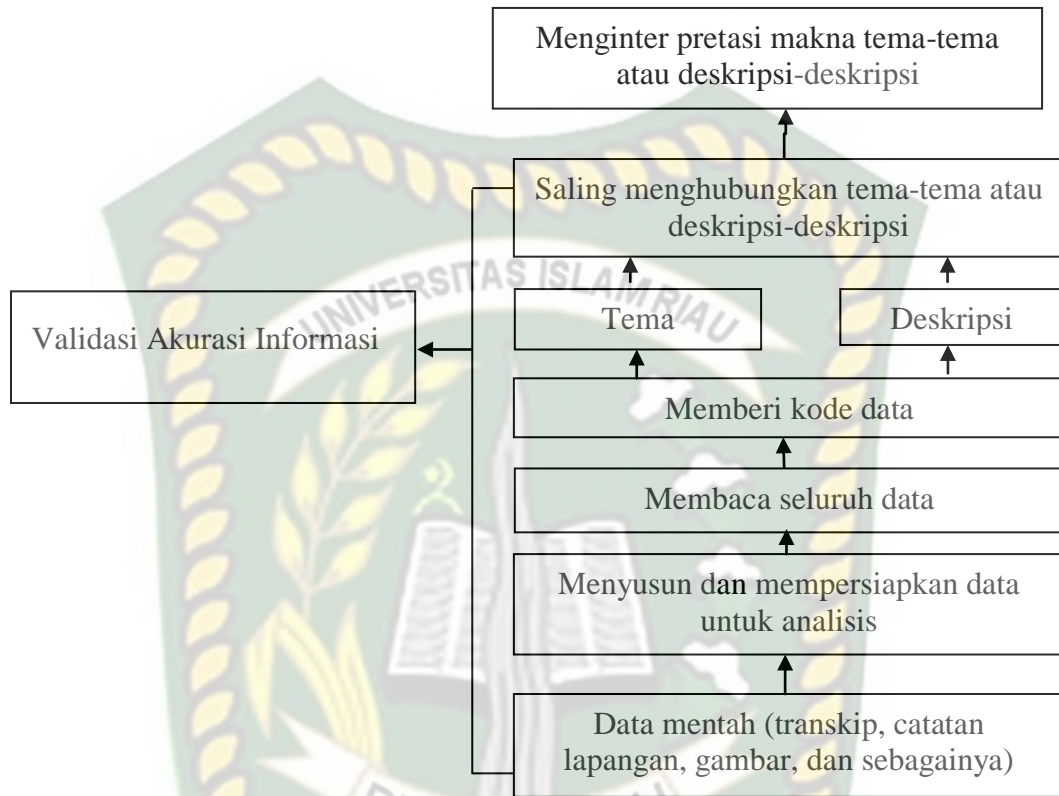 Menginter pretasi makna tema-tema
atau deskripsi-deskripsi
Saling menghubungkan tema-tema atau
deskripsi-deskripsi
UNIVERSITAS ISLAM RIAU
Validasi Akurasi Informasi
Tema
Deskripsi
Memberi kode data
Membaca seluruh data
Menyusun dan mempersiapkan data
untuk analisis
Data mentah (transkip, catatan
lapangan, gambar, dan sebagainya)